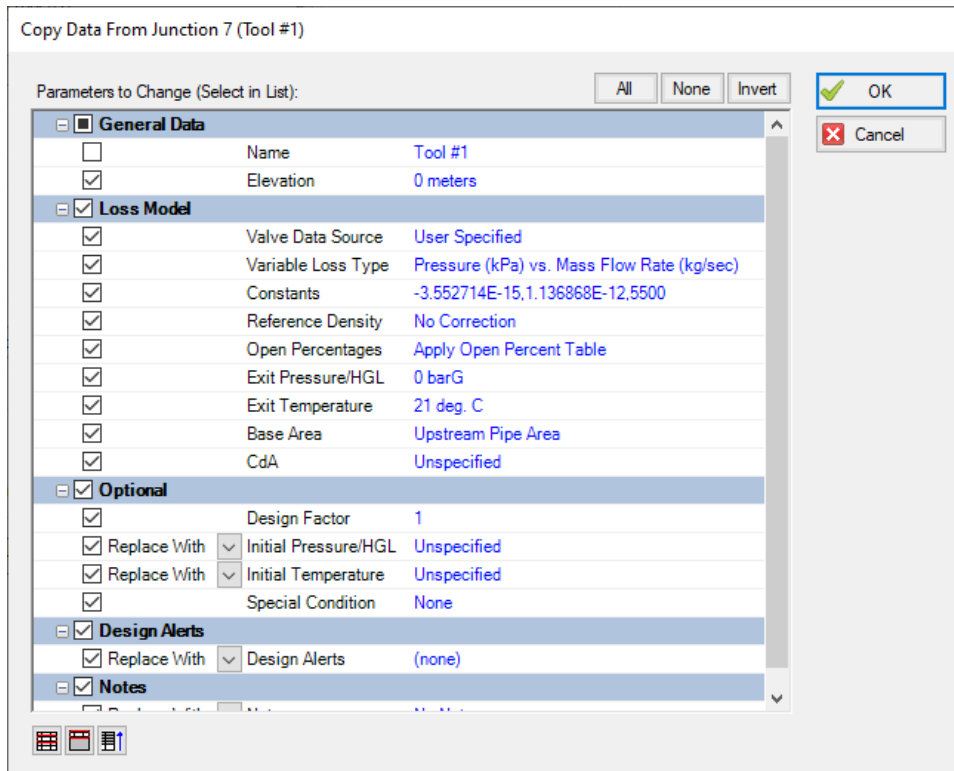 Copy Data From Junction 7 (Tool #1)
Parameters to Change (Select in List): All None Invert OK
Cancel
General Data
Name Tool #1
Elevation 0 meters
Loss Model
Valve Data Source User Specified
Variable Loss Type Pressure (kPa) vs. Mass Flow Rate (kg/sec)
Constants -3.552714E-15,1.136868E-12,5500
Reference Density No Correction
Open Percentages Apply Open Percent Table
Exit Pressure/HGL 0 barG
Exit Temperature 21 deg. C
Base Area Upstream Pipe Area
CdA Unspecified
Optional
Design Factor 1
Replace With Initial Pressure/HGL Unspecified
Replace With Initial Temperature Unspecified
Special Condition None
Design Alerts
Replace With Design Alerts (none)
Notes